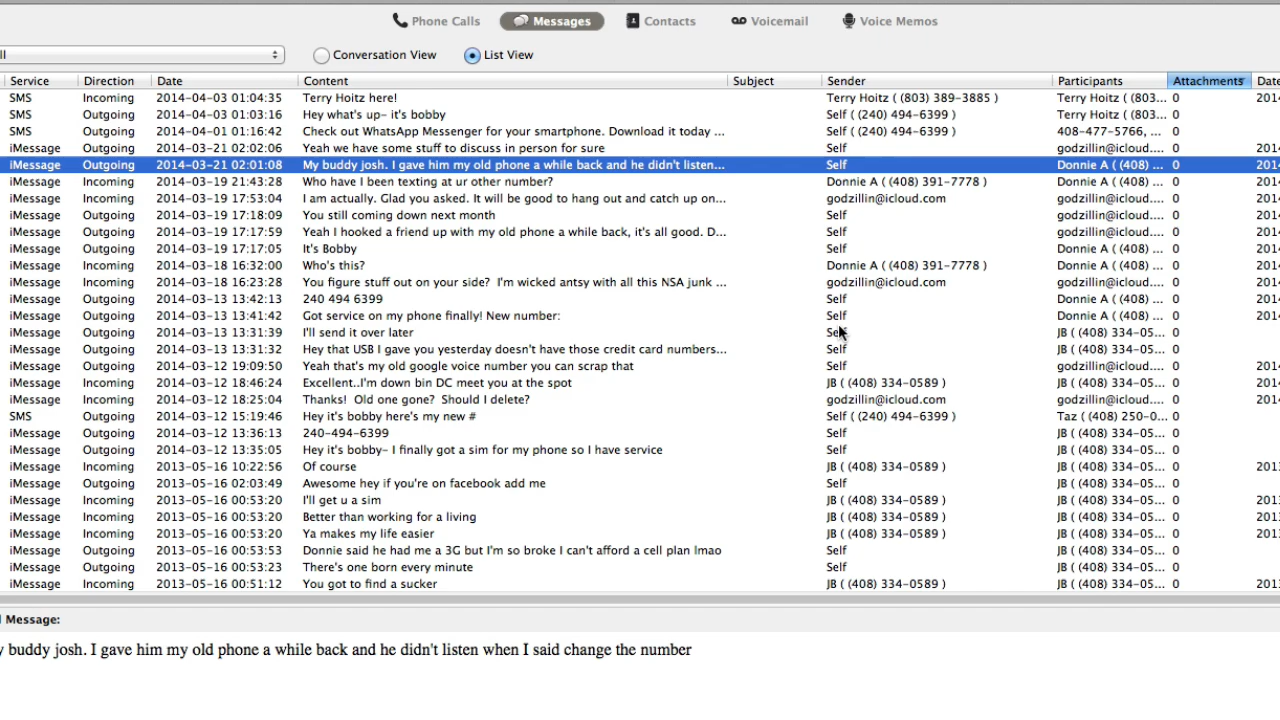 Phone Calls Messages Contacts Voicemail Voice Memos
ll Conversation View List View
Service Direction Date Content Subject Sender Participants Attachments Date
SMS Incoming 2014-04-03 01:04:35 Terry Hoitz here! Terry Hoitz ( (803) 389-3885 ) Terry Hoitz ( (803... 0 2014
SMS Outgoing 2014-04-03 01:03:16 Hey what's up- it's bobby Self ( (240) 494-6399 ) Terry Hoitz ( (803... 0
SMS Outgoing 2014-04-01 01:16:42 Check out WhatsApp Messenger for your smartphone. Download it today ... Self ( (240) 494-6399 ) 408-477-5766, ... 0
iMessage Outgoing 2014-03-21 02:02:06 Yeah we have some stuff to discuss in person for sure Self godzillin@icloud.... 0 2014
iMessage Outgoing 2014-03-21 02:01:08 My buddy josh. I gave him my old phone a while back and he didn't listen... Self Donnie A ( (408) ... 0 2014
iMessage Incoming 2014-03-19 21:43:28 Who have I been texting at ur other number? Donnie A ( (408) 391-7778 ) Donnie A ( (408) ... 0 2014
iMessage Incoming 2014-03-19 17:53:04 I am actually. Glad you asked. It will be good to hang out and catch up on... godzillin@icloud.com godzillin@icloud.... 0 2014
iMessage Outgoing 2014-03-19 17:18:09 You still coming down next month Self godzillin@icloud.... 0 2014
iMessage Outgoing 2014-03-19 17:17:59 Yeah I hooked a friend up with my old phone a while back, it's all good. D... Self godzillin@icloud.... 0 2014
iMessage Outgoing 2014-03-19 17:17:05 It's Bobby Self Donnie A ( (408) ... 0 2014
iMessage Incoming 2014-03-18 16:32:00 Who's this? Donnie A ( (408) 391-7778 ) Donnie A ( (408) ... 0 2014
iMessage Incoming 2014-03-18 16:23:28 You figure stuff out on your side? I'm wicked antsy with all this NSA junk ... godzillin@icloud.com godzillin@icloud.... 0 2014
iMessage Outgoing 2014-03-13 13:42:13 240 494 6399 Self Donnie A ( (408) ... 0 2014
iMessage Outgoing 2014-03-13 13:41:42 Got service on my phone finally! New number: Self Donnie A ( (408) ... 0 2014
iMessage Outgoing 2014-03-13 13:31:39 I'll send it over later Self JB ( (408) 334-05... 0
iMessage Outgoing 2014-03-13 13:31:32 Hey that USB I gave you yesterday doesn't have those credit card numbers... Self JB ( (408) 334-05... 0
iMessage Outgoing 2014-03-12 19:09:50 Yeah that's my old google voice number you can scrap that Self godzillin@icloud.... 0 2014
iMessage Incoming 2014-03-12 18:46:24 Excellent..I'm down bin DC meet you at the spot JB ( (408) 334-0589 ) JB ( (408) 334-05... 0 2014
iMessage Incoming 2014-03-12 18:25:04 Thanks! Old one gone? Should I delete? godzillin@icloud.com godzillin@icloud.... 0 2014
SMS Outgoing 2014-03-12 15:19:46 Hey it's bobby here's my new # Self ( (240) 494-6399 ) Taz ( (408) 250-0... 0
iMessage Outgoing 2014-03-12 13:36:13 240-494-6399 Self JB ( (408) 334-05... 0
iMessage Outgoing 2014-03-12 13:35:05 Hey it's bobby- I finally got a sim for my phone so I have service Self JB ( (408) 334-05... 0
iMessage Incoming 2013-05-16 10:22:56 Of course JB ( (408) 334-0589 ) JB ( (408) 334-05... 0 2013
iMessage Outgoing 2013-05-16 02:03:49 Awesome hey if you're on facebook add me Self JB ( (408) 334-05... 0
iMessage Incoming 2013-05-16 00:53:20 I'll get u a sim JB ( (408) 334-0589 ) JB ( (408) 334-05... 0 2013
iMessage Incoming 2013-05-16 00:53:20 Better than working for a living JB ( (408) 334-0589 ) JB ( (408) 334-05... 0 2013
iMessage Incoming 2013-05-16 00:53:20 Ya makes my life easier JB ( (408) 334-0589 ) JB ( (408) 334-05... 0 2013
iMessage Outgoing 2013-05-16 00:53:53 Donnie said he had me a 3G but I'm so broke I can't afford a cell plan lmao Self JB ( (408) 334-05... 0
iMessage Outgoing 2013-05-16 00:53:23 There's one born every minute Self JB ( (408) 334-05... 0
iMessage Incoming 2013-05-16 00:51:12 You got to find a sucker JB ( (408) 334-0589 ) JB ( (408) 334-05... 0 2013
Message:
y buddy josh. I gave him my old phone a while back and he didn't listen when I said change the number